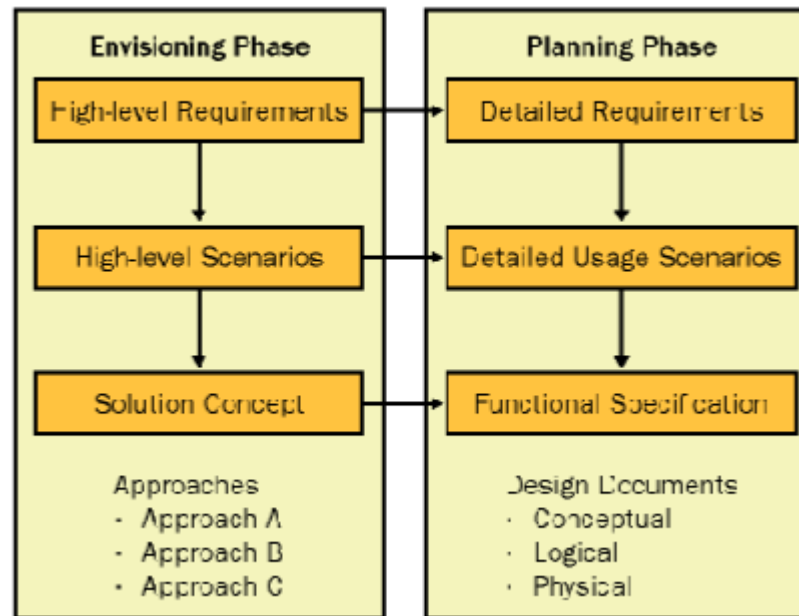 Envisioning Phase
High-level Requirements
High-level Scenarios
Solution Concept
Approaches
- Approach A
- Approach B
- Approach C
Planning Phase
Detailed Requirements
Detailed Usage Scenarios
Functional Specification
Design Documents
· Conceptual
· Logical
· Physical